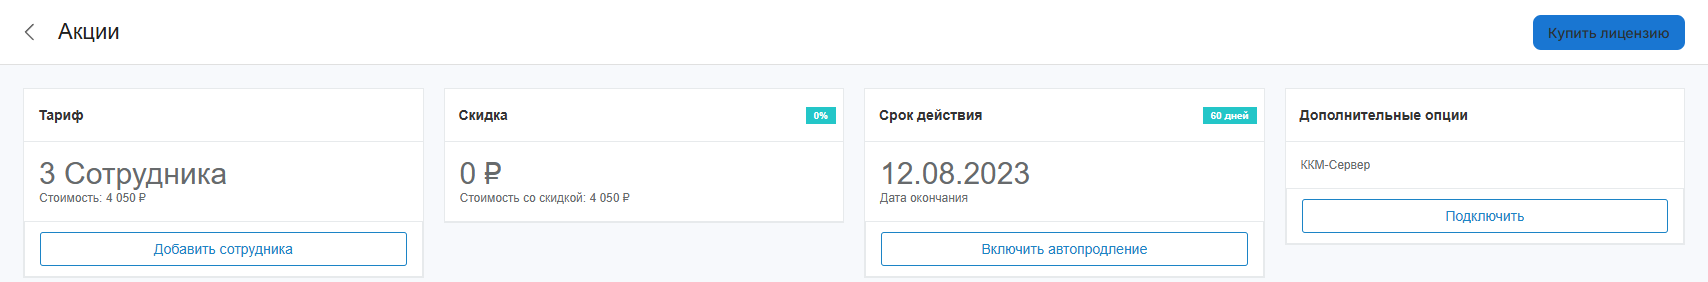 Акции
Купить лицензию
Тариф
3 Сотрудника
Стоимость: 4 050 ₽
Добавить сотрудника
Скидка
0%
0 ₽
Стоимость со скидкой: 4 050 ₽
Срок действия
60 дней
12.08.2023
Дата окончания
Включить автопродление
Дополнительные опции
ККМ-Сервер
Подключить